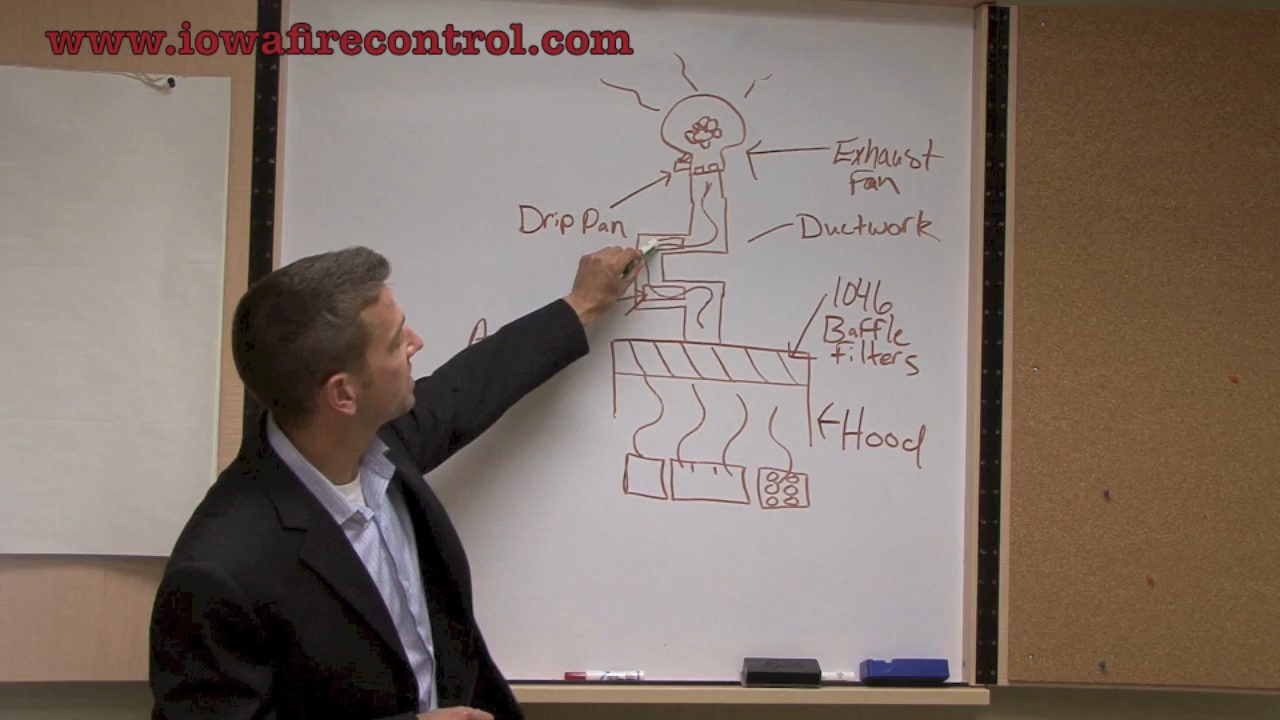 www.iowafirecontrol.com
Exhaust
Fan
Drip Pan
Ductwork
1046
Baffle
filters
Hood